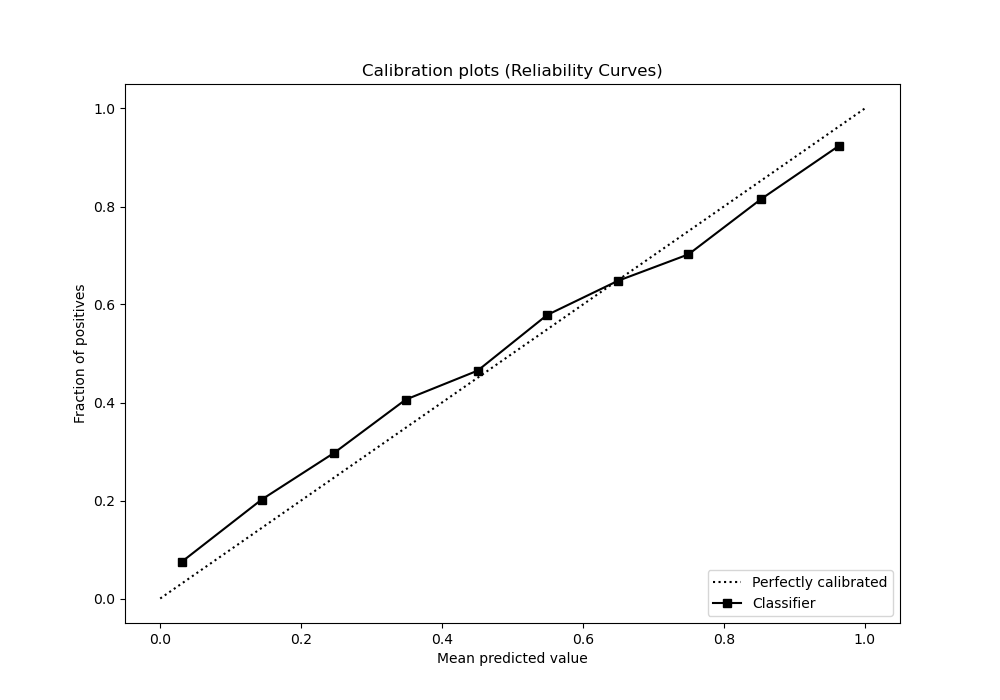 Calibration plots (Reliability Curves)
1.0
0.8
0.6
0.4
0.2
0.0
Fraction of positives
0.0 0.2 0.4 0.6 0.8 1.0
Mean predicted value
Perfectly calibrated
Classifier